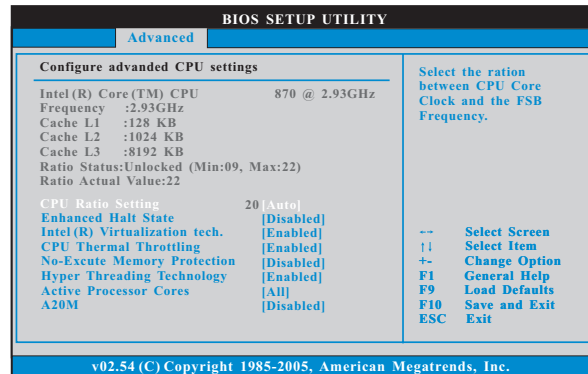 BIOS SETUP UTILITY
Advanced
Configure advanded CPU settings
Intel(R) Core(TM) CPU 870 @ 2.93GHz
Frequency :2.93GHz
Cache L1 :128 KB
Cache L2 :1024 KB
Cache L3 :8192 KB
Ratio Status:Unlocked (Min:09, Max:22)
Ratio Actual Value:22
CPU Ratio Setting 20 [Auto]
Enhanced Halt State [Disabled]
Intel(R) Virtualization tech. [Enabled]
CPU Thermal Throttling [Enabled]
No-Excute Memory Protection [Disabled]
Hyper Threading Technology [Enabled]
Active Processor Cores [All]
A20M [Disabled]
Select the ration
between CPU Core
Clock and the FSB
Frequency.
←→ Select Screen
↑↓ Select Item
+- Change Option
F1 General Help
F9 Load Defaults
F10 Save and Exit
ESC Exit
v02.54 (C) Copyright 1985-2005, American Megatrends, Inc.